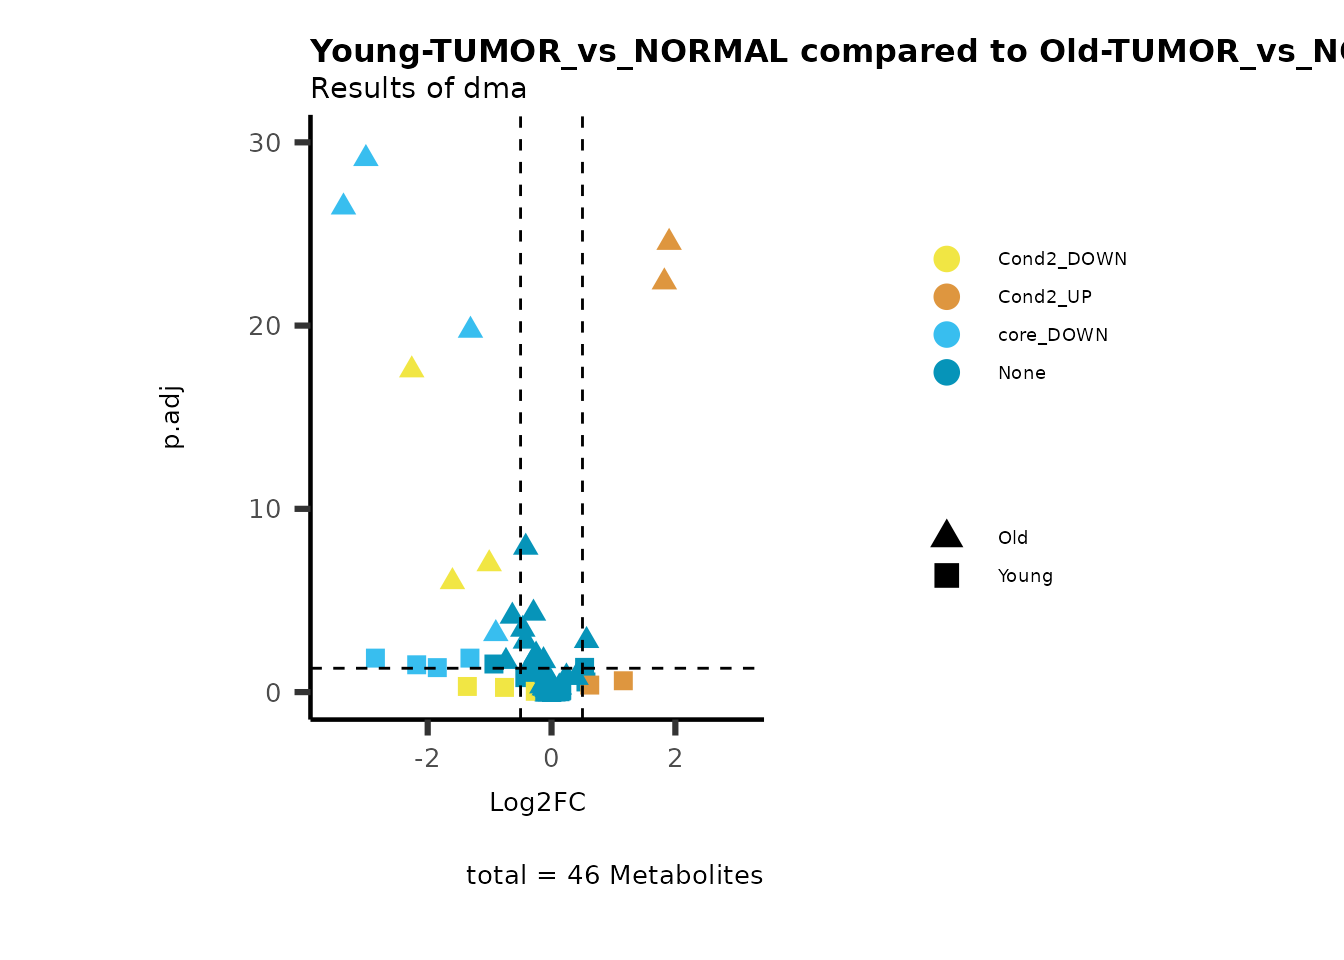 Young-TUMOR_vs_NORMAL compared to Old-TUMOR_vs_NO
Results of dma
30
20
10
0
p.adj
-2 0 2
Log2FC
total = 46 Metabolites
Cond2_DOWN
Cond2_UP
core_DOWN
None
Old
Young